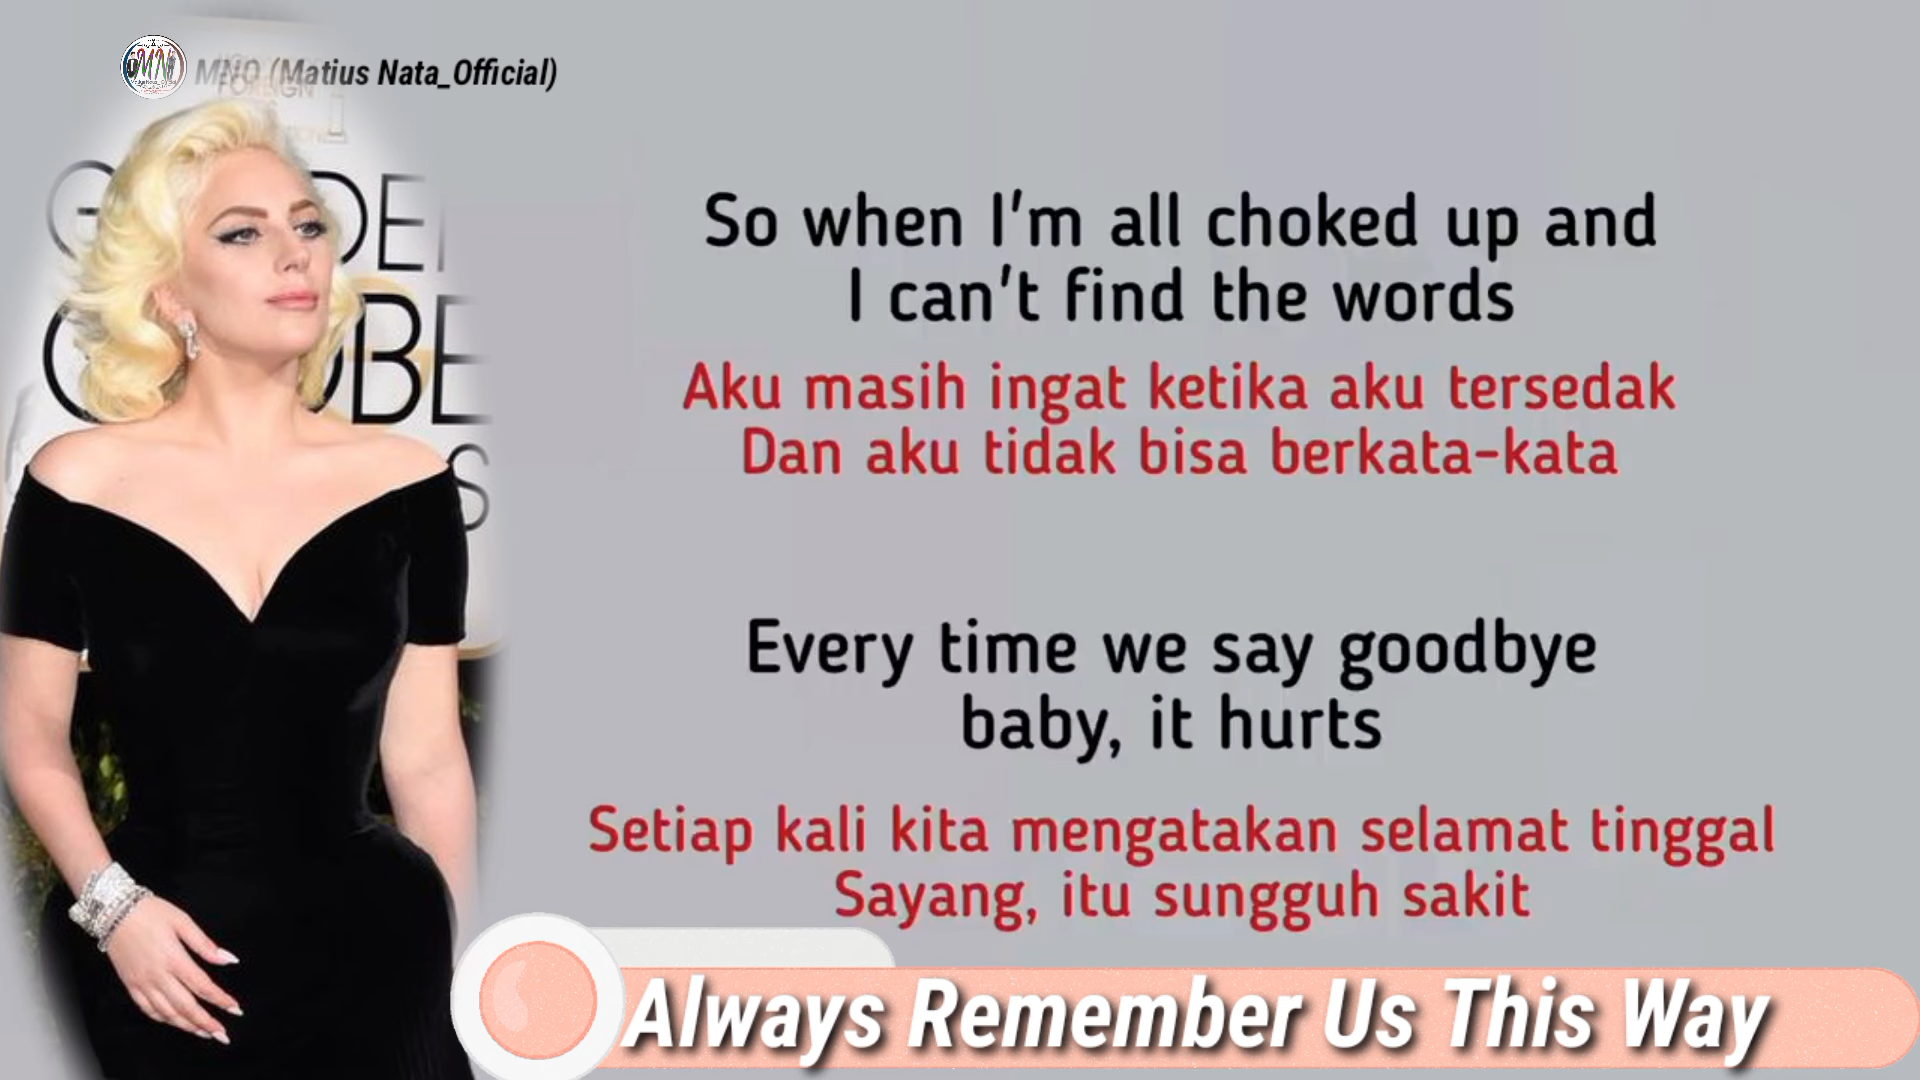 MNO (Matius Nata_Official)
FOREIGN
So when I'm all choked up and
I can't find the words
Aku masih ingat ketika aku tersedak
Dan aku tidak bisa berkata-kata
Every time we say goodbye
baby, it hurts
Setiap kali kita mengatakan selamat tinggal
Sayang, itu sungguh sakit
Always Remember Us This Way